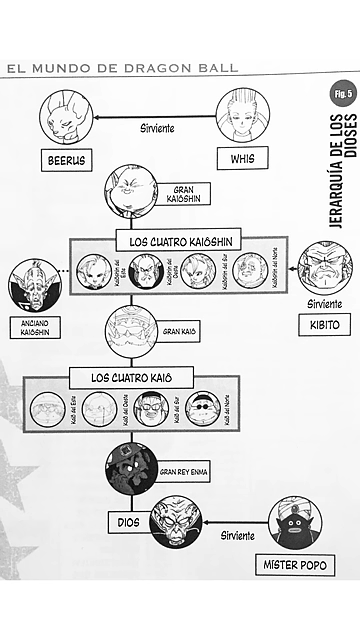 EL MUNDO DE DRAGON BALL
Fig. 5
JERARQUÍA DE LOS
DIOSES
Sirviente
BEERUS
WHIS
GRAN
KAIÔSHIN
LOS CUATRO KAIÔSHIN
Kaiôshin del
Este
Kaiôshin del
Oeste
Kaiôshin del Sur
Kaiôshin del Norte
ANCIANO
KAIÔSHIN
Sirviente
KIBITO
GRAN KAIÔ
LOS CUATRO KAIÔ
Kaiô del Este
Kaiô del Oeste
Kaiô del Sur
Kaiô del Norte
GRAN REY ENMA
DIOS
Sirviente
MÍSTER POPO